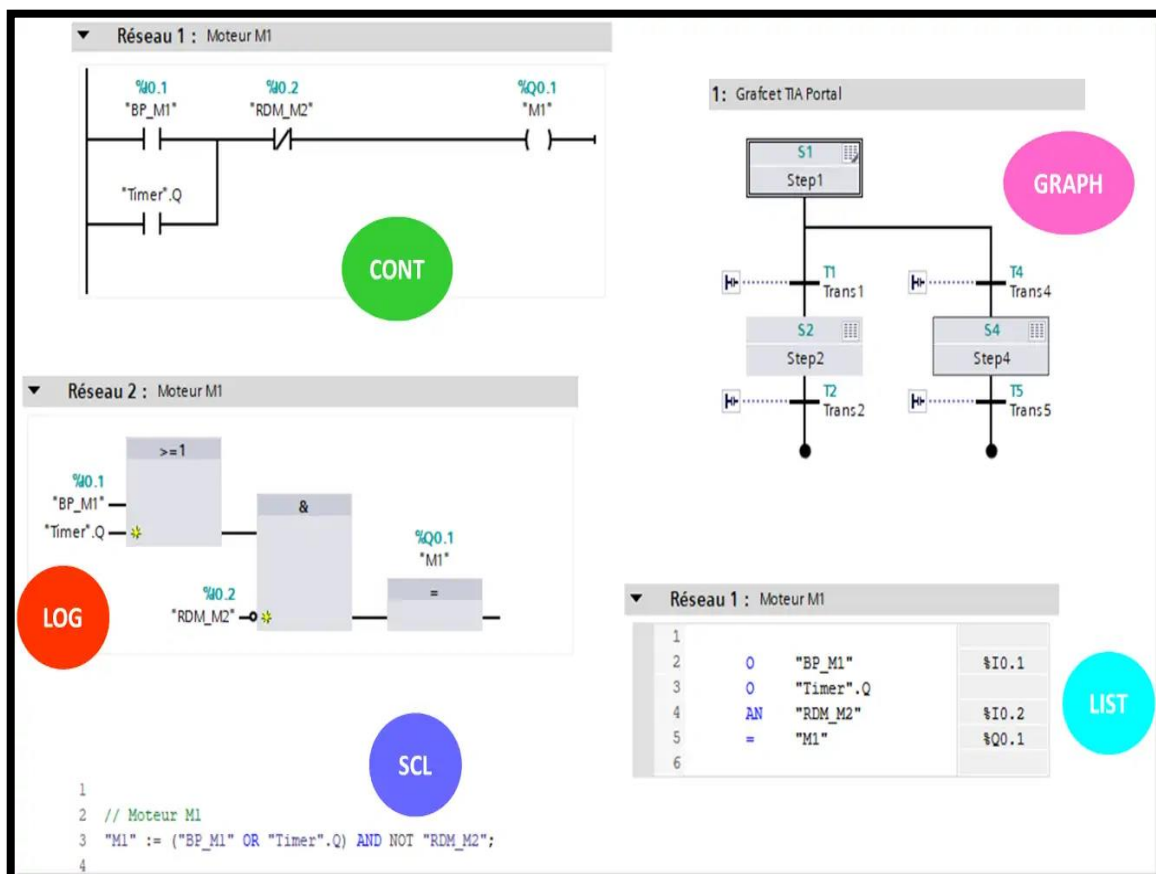 Réseau 1 : Moteur M1
%I0.1 %I0.2 %Q0.1
"BP_M1" "RDM_M2" "M1"
"Timer".Q
CONT
1: Grafcet TIA Portal
S1
Step1
GRAPH
T1 T4
Trans1 Trans4
S2 S4
Step2 Step4
T2 T5
Trans2 Trans5
Réseau 2 : Moteur M1
>=1
%I0.1
"BP_M1"
"Timer".Q
&
%Q0.1
"M1"
=
%I0.2
"RDM_M2"
LOG
Réseau 1 : Moteur M1
1
2 O "BP_M1" %I0.1
3 O "Timer".Q
4 AN "RDM_M2" %I0.2
5 = "M1" %Q0.1
6
LIST
SCL
1
2 // Moteur M1
3 "M1" := ("BP_M1" OR "Timer".Q) AND NOT "RDM_M2";
4